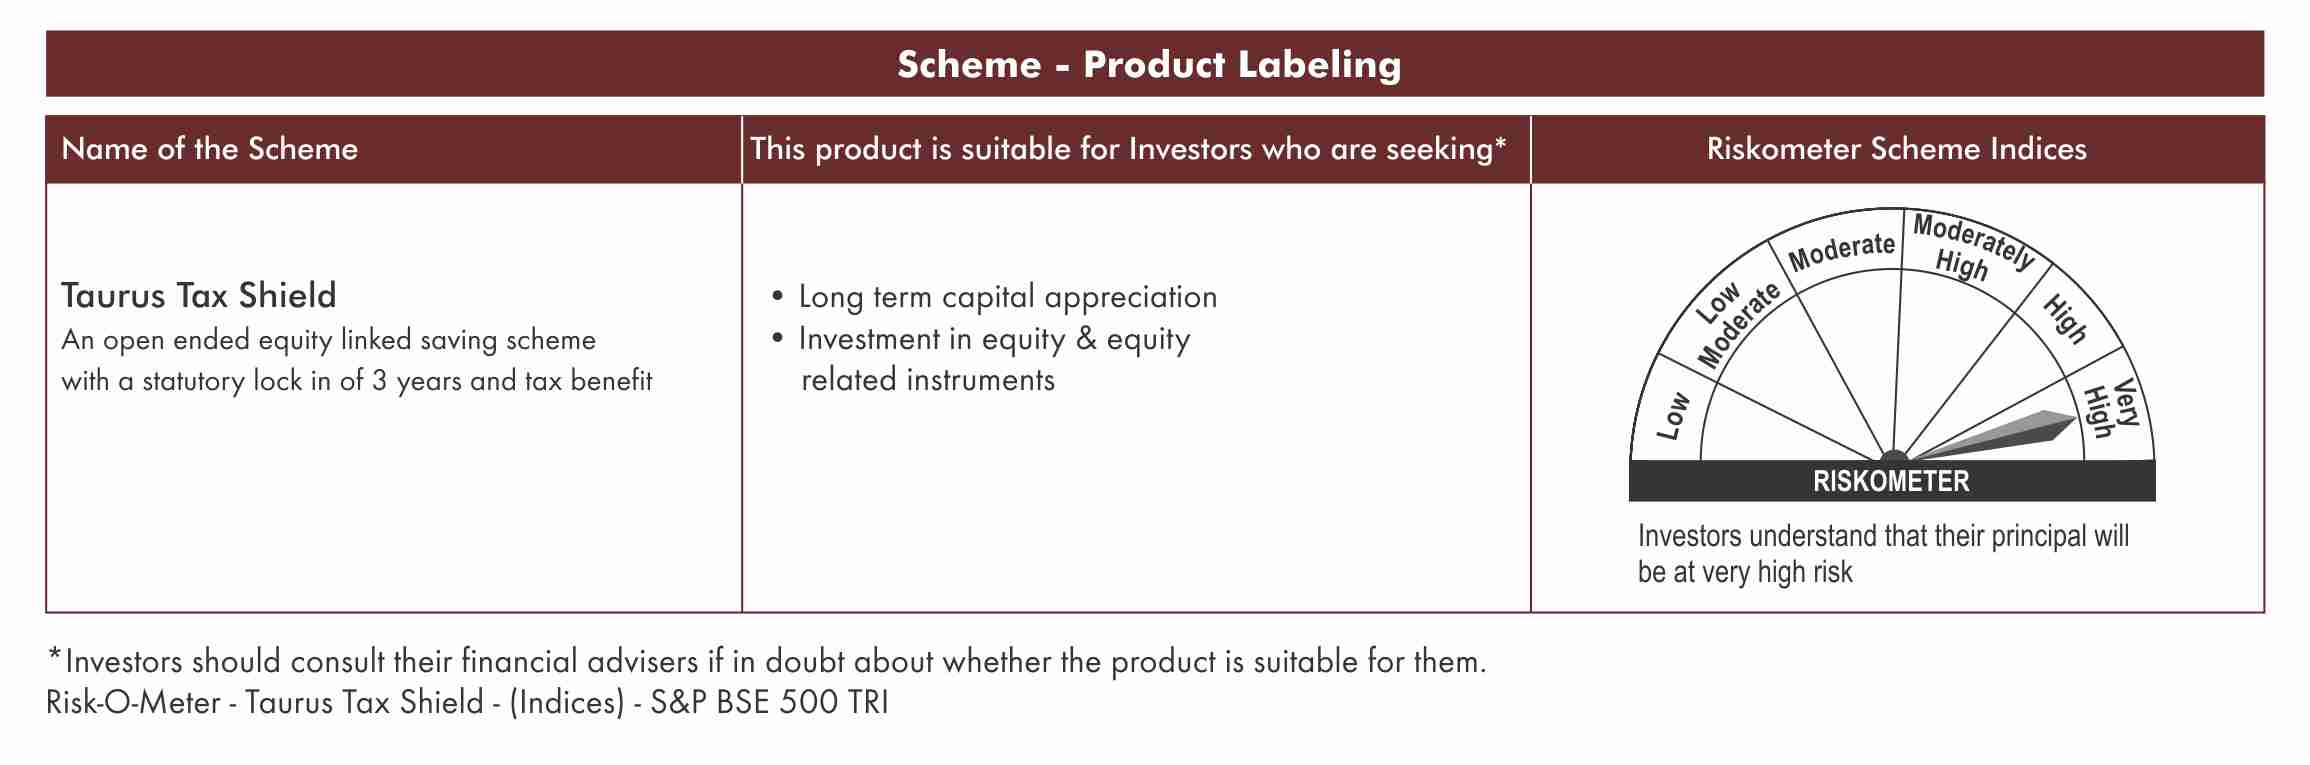 Scheme - Product Labeling
Name of the Scheme
This product is suitable for Investors who are seeking*
Riskometer Scheme Indices
Taurus Tax Shield
An open ended equity linked saving scheme
with a statutory lock in of 3 years and tax benefit
• Long term capital appreciation
• Investment in equity & equity
related instruments
Low
Low
Moderate
Moderate
Moderately
High
High
Very
High
RISKOMETER
Investors understand that their principal will
be at very high risk
*Investors should consult their financial advisers if in doubt about whether the product is suitable for them.
Risk-O-Meter - Taurus Tax Shield - (Indices) - S&P BSE 500 TRI